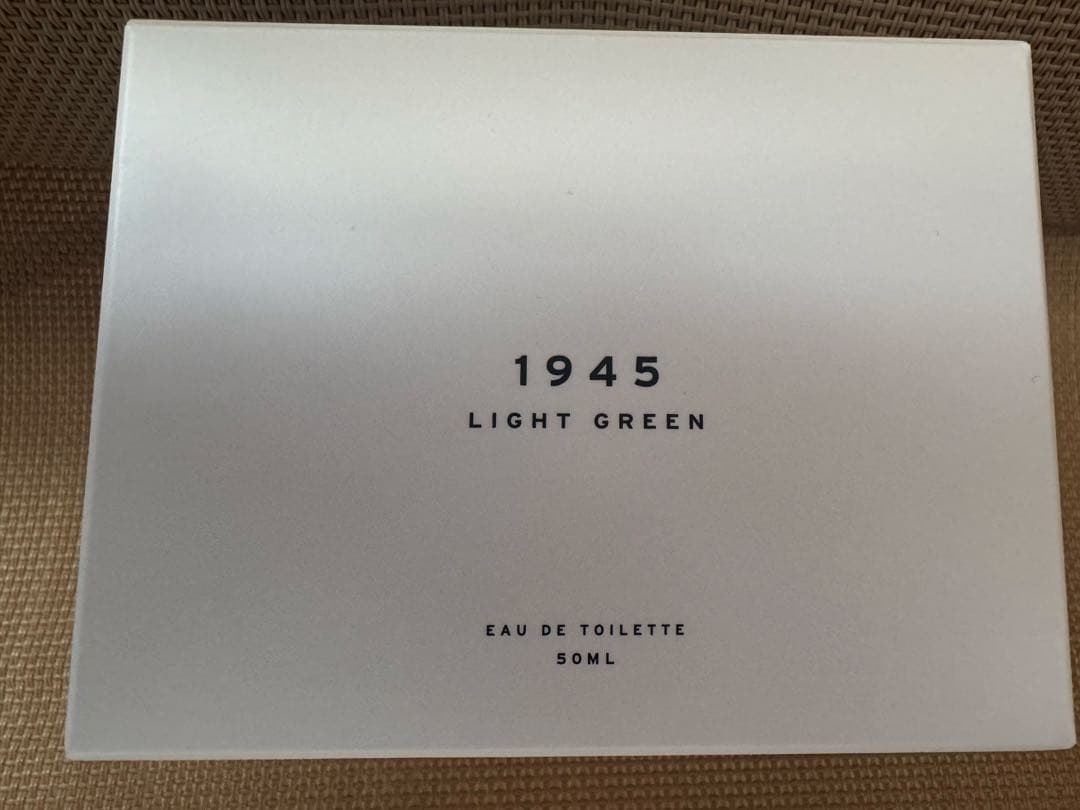 1945
LIGHT GREEN
EAU DE TOILETTE
50ML